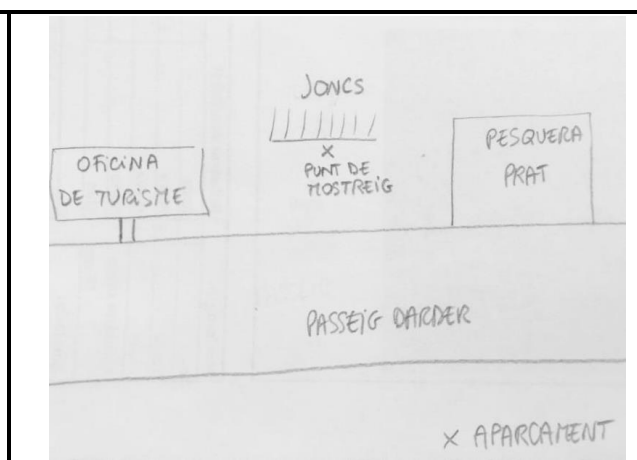 JONCS
X
PUNT DE
MOSTREIG
OFICINA
DE TURISME
PESQUERA
PRAT
PASSEIG DARDER
X APARCAMENT